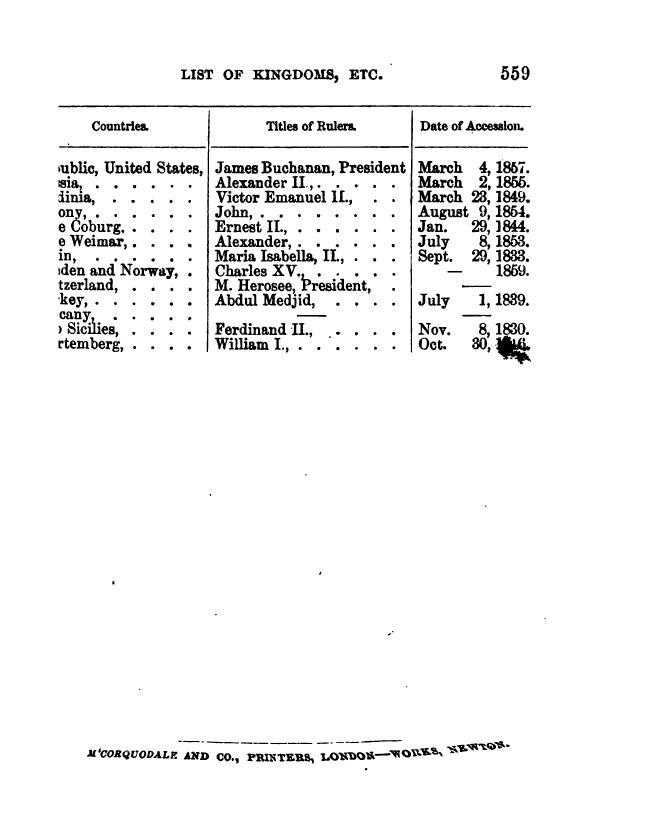 LIST OF KINGDOMS, ETC. 559
Countries. Titles of Rulers. Date of Accession.
ublic, United States, James Buchanan, President March 4, 1857.
sia, . . . . . . Alexander II., . . . . . March 2, 1855.
dinia, . . . . . Victor Emanuel II., . . March 23, 1849.
ony, . . . . . . John, . . . . . . . . August 9, 1854.
e Coburg, . . . . Ernest II., . . . . . . Jan. 29, 1844.
e Weimar, . . . . Alexander, . . . . . . July 8, 1853.
in, . . . . . . Maria Isabella, II., . . . Sept. 29, 1833.
den and Norway, . Charles XV., . . . . . — 1859.
tzerland, . . . . M. Herosee, President, . —
key, . . . . . . Abdul Medjid, . . . . July 1, 1839.
cany, . . . . . — —
Sicilies, . . . . Ferdinand II., . . . . Nov. 8, 1830.
rtemberg, . . . . William I., . . . . . . Oct. 30,
M'CORQUODALE AND CO., PRINTERS, LONDON—WORKS, NEWTON.